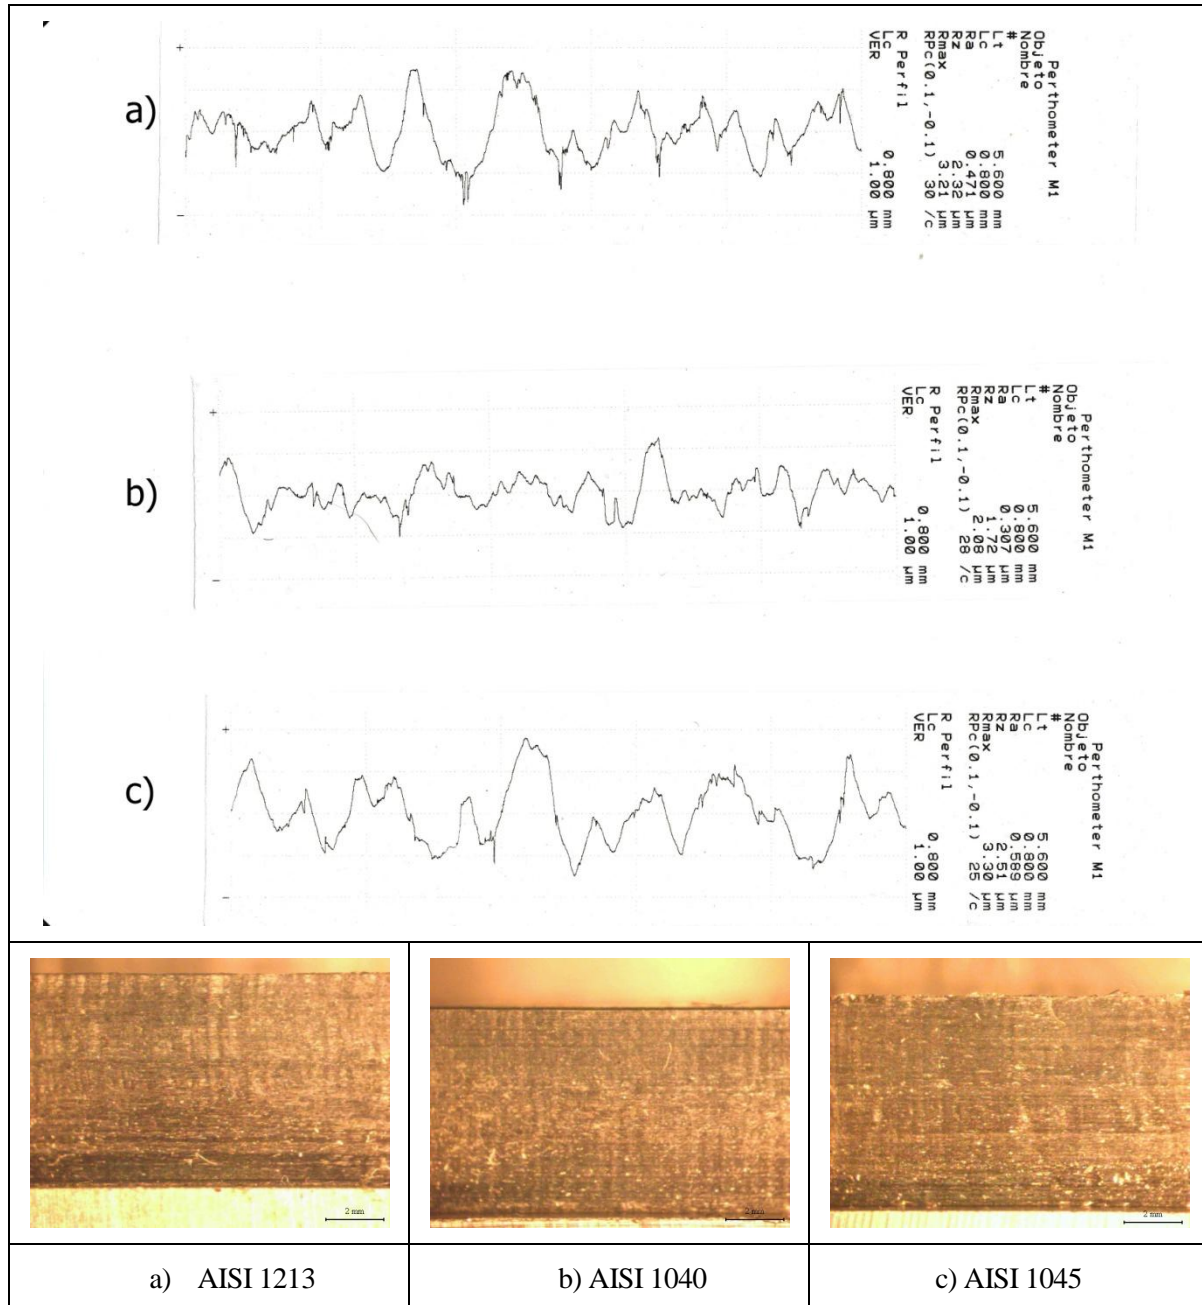 a)
+
-
Perthometer M1
Objeto
Nombre
#
Lt 5.600 mm
Lc 0.800 mm
Ra 0.471 µm
Rz 2.32 µm
Rmax 3.21 µm
RPc(0.1,-0.1) 30 /c
R Perfil
Lc 0.800 mm
VER 1.00 µm
b)
+
-
Perthometer M1
Objeto
Nombre
#
Lt 5.600 mm
Lc 0.800 mm
Ra 0.307 µm
Rz 1.72 µm
Rmax 2.08 µm
RPc(0.1,-0.1) 28 /c
R Perfil
Lc 0.800 mm
VER 1.00 µm
c)
+
-
Perthometer M1
Objeto
Nombre
#
Lt 5.600 mm
Lc 0.800 mm
Ra 0.589 µm
Rz 2.51 µm
Rmax 3.30 µm
RPc(0.1,-0.1) 25 /c
R Perfil
Lc 0.800 mm
VER 1.00 µm
2 mm
2 mm
2 mm
a) AISI 1213
b) AISI 1040
c) AISI 1045